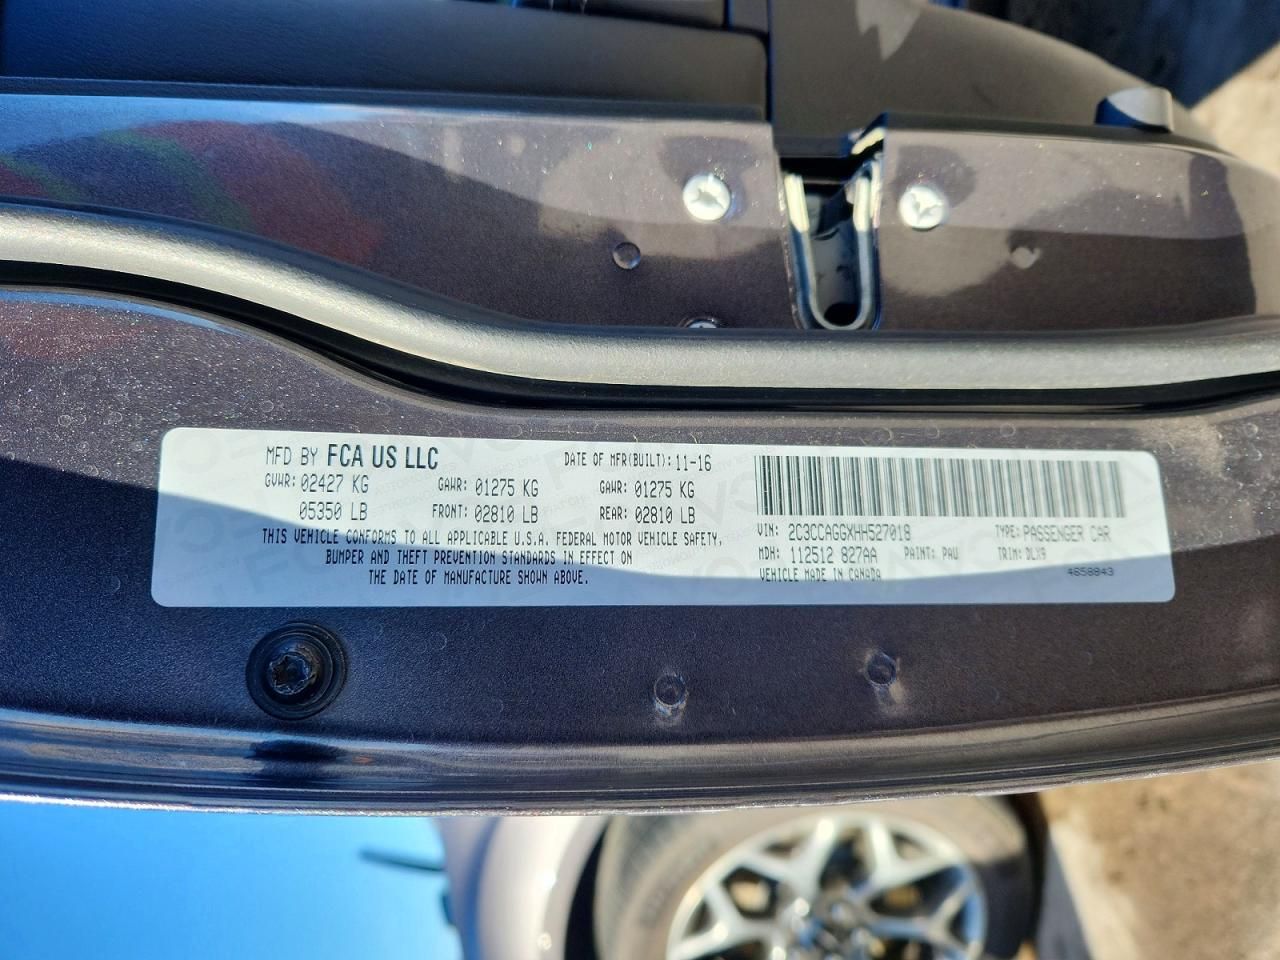 MFD BY FCA US LLC DATE OF MFR(BUILT): 11-16
GVWR: 02427 KG GAWR: 01275 KG GAWR: 01275 KG
05350 LB FRONT: 02810 LB REAR: 02810 LB
THIS VEHICLE CONFORMS TO ALL APPLICABLE U.S.A. FEDERAL MOTOR VEHICLE SAFETY,
BUMPER AND THEFT PREVENTION STANDARDS IN EFFECT ON
THE DATE OF MANUFACTURE SHOWN ABOVE.
VIN: 2C3CCAGGXHH527018 TYPE: PASSENGER CAR
MDH: 112512 827AA PAINT: PAU TRIM: DLX9
VEHICLE MADE IN CANADA 4658843